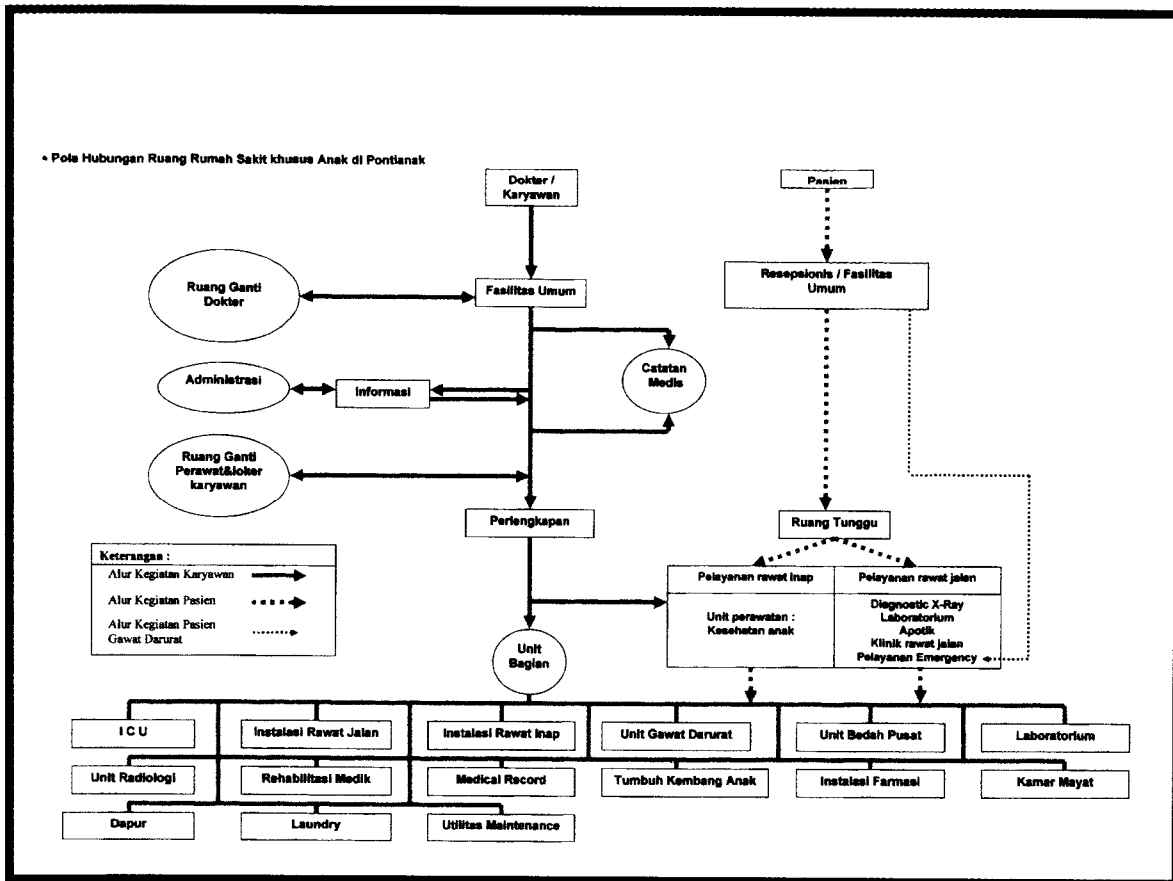 • Pola Hubungan Ruang Rumah Sakit khusus Anak di Pontianak
Dokter /
Karyawan
Pasien
Ruang Ganti
Dokter
Fasilitas Umum
Resepsionis / Fasilitas
Umum
Catatan
Medis
Administrasi
Informasi
Ruang Ganti
Perawat&loker
karyawan
Perlengkapan
Ruang Tunggu
Keterangan :
Alur Kegiatan Karyawan
Alur Kegiatan Pasien
Alur Kegiatan Pasien
Gawat Darurat
Pelayanan rawat inap
Pelayanan rawat jalan
Unit perawatan :
Kesehatan anak
Diagnostic X-Ray
Laboratorium
Apotik
Klinik rawat jalan
Pelayanan Emergency
Unit
Bagian
I C U
Instalasi Rawat Jalan
Instalasi Rawat Inap
Unit Gawat Darurat
Unit Bedah Pusat
Laboratorium
Unit Radiologi
Rehabilitasi Medik
Medical Record
Tumbuh Kembang Anak
Instalasi Farmasi
Kamar Mayat
Dapur
Laundry
Utilitas Maintenance